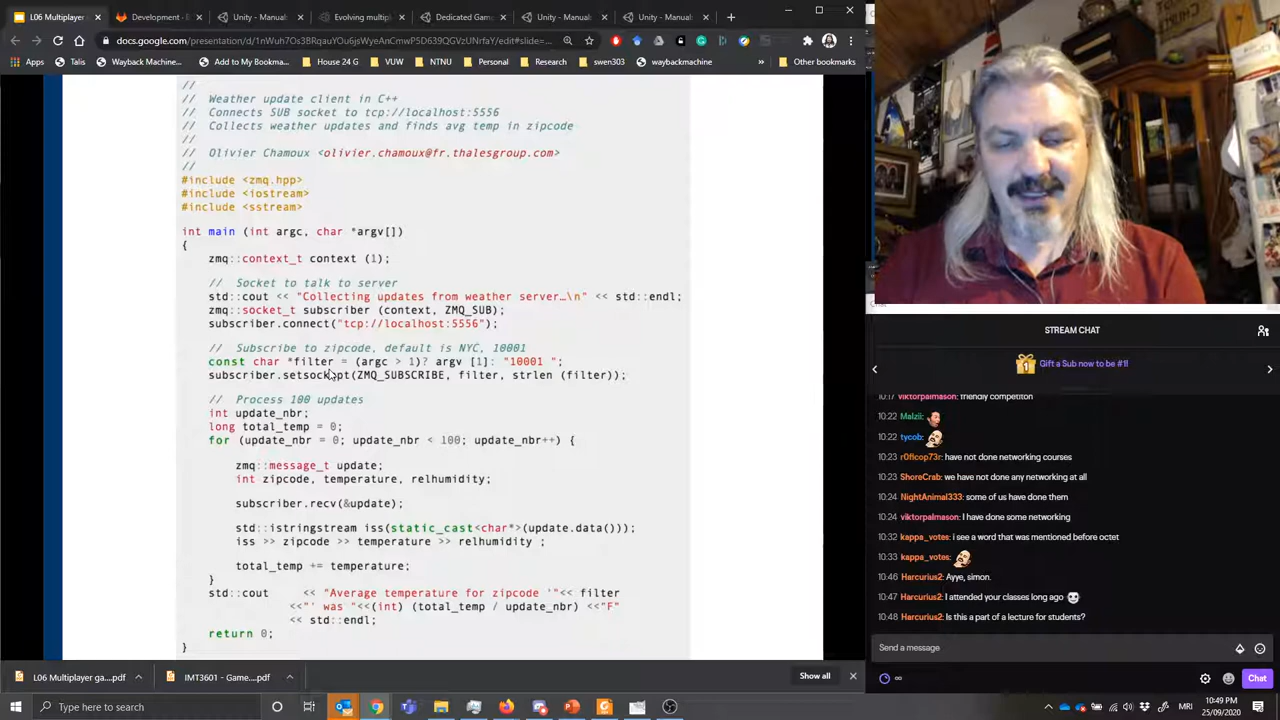 L06 Multiplayer
Development - R
Unity - Manual:
Evolving multip
Dedicated Game
Unity - Manual:
Unity - Manual:
docs.google.com/presentation/d/1nWuh7Os3BRqauYOu6jsWyeAnCmwP5D639QGVzUNrfaY/edit#slide=...
Apps
Talis
Wayback Machine...
Add to My Bookma...
House 24 G
VUW
NTNU
Personal
Research
swen303
waybackmachine
»
Other bookmarks
//
// Weather update client in C++
// Connects SUB socket to tcp://localhost:5556
// Collects weather updates and finds avg temp in zipcode
//
// Olivier Chamoux <olivier.chamoux@fr.thalesgroup.com>
//
#include <zmq.hpp>
#include <iostream>
#include <sstream>
int main (int argc, char *argv[])
{
zmq::context_t context (1);
// Socket to talk to server
std::cout << "Collecting updates from weather server…\n" << std::endl;
zmq::socket_t subscriber (context, ZMQ_SUB);
subscriber.connect("tcp://localhost:5556");
// Subscribe to zipcode, default is NYC, 10001
const char *filter = (argc > 1)? argv [1]: "10001 ";
subscriber.setsockopt(ZMQ_SUBSCRIBE, filter, strlen (filter));
// Process 100 updates
int update_nbr;
long total_temp = 0;
for (update_nbr = 0; update_nbr < 100; update_nbr++) {
zmq::message_t update;
int zipcode, temperature, relhumidity;
subscriber.recv(&update);
std::istringstream iss(static_cast<char*>(update.data()));
iss >> zipcode >> temperature >> relhumidity ;
total_temp += temperature;
}
std::cout << "Average temperature for zipcode '"<< filter
<<"' was "<<(int) (total_temp / update_nbr) <<"F"
<< std::endl;
return 0;
}
STREAM CHAT
1
Gift a Sub now to be #1!
10:17 viktorpalmason: friendly competiton
10:22 Malzii:
10:22 tycob:
10:23 r0flcop73r: have not done networking courses
10:23 ShoreCrab: we have not done any networking at all
10:24 NightAnimal333: some of us have done them
10:24 viktorpalmason: I have done some networking
10:32 kappa_votes: i see a word that was mentioned before octet
10:33 kappa_votes:
10:46 Harcurius2: Ayye, simon.
10:47 Harcurius2: I attended your classes long ago
10:48 Harcurius2: Is this a part of a lecture for students?
Send a message
∞
Chat
L06 Multiplayer ga....pdf
IMT3601 - Game....pdf
Show all
Type here to search
MRI
10:49 PM
25/09/2020